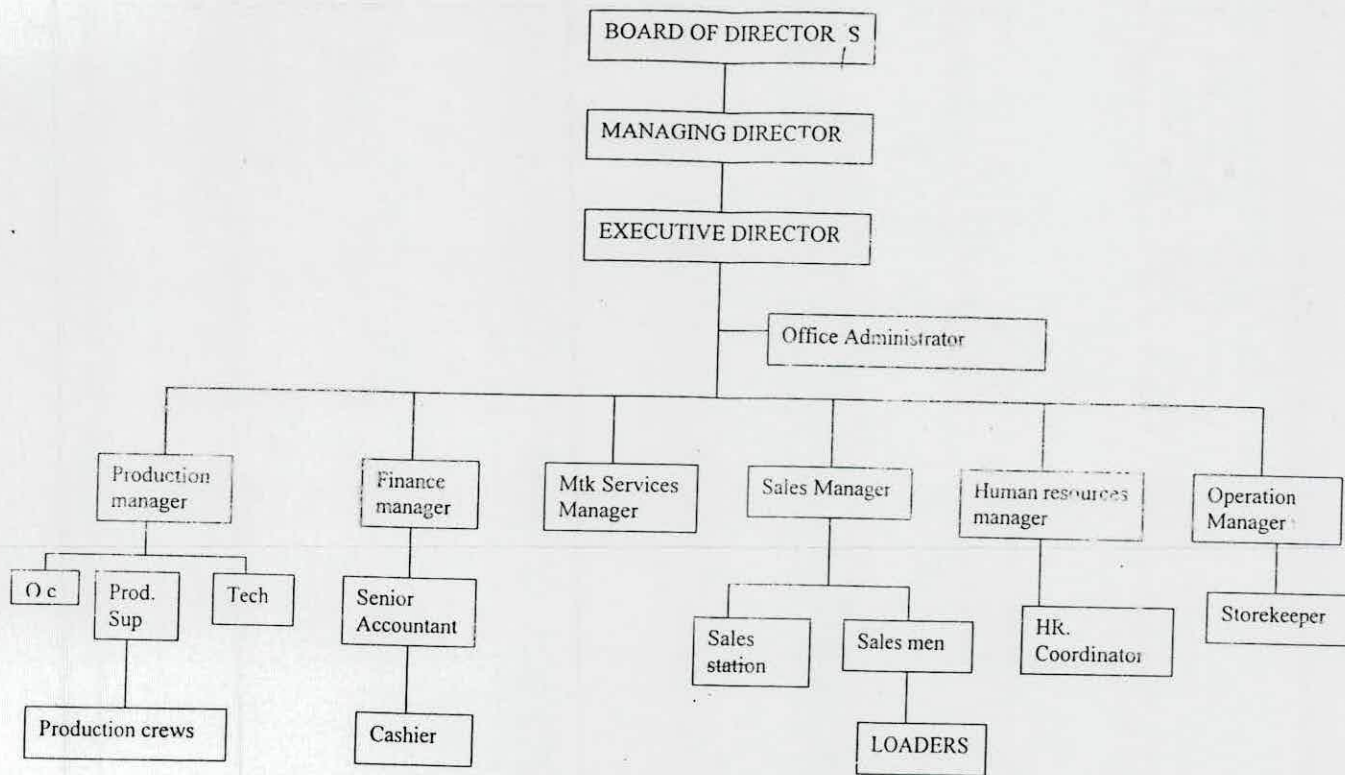 BOARD OF DIRECTOR S
MANAGING DIRECTOR
EXECUTIVE DIRECTOR
Office Administrator
Production
manager
Finance
manager
Mtk Services
Manager
Sales Manager
Human resources
manager
Operation
Manager
O c
Prod.
Sup
Tech
Senior
Accountant
Sales
station
Sales men
HR.
Coordinator
Storekeeper
Production crews
Cashier
LOADERS